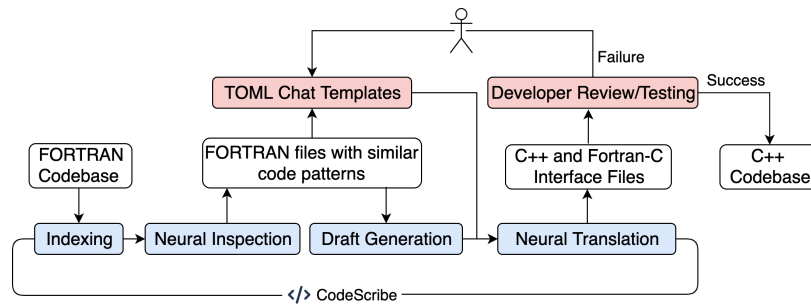 Failure
TOML Chat Templates
Developer Review/Testing
Success
FORTRAN
Codebase
FORTRAN files with similar
code patterns
C++ and Fortran-C
Interface Files
C++
Codebase
Indexing
Neural Inspection
Draft Generation
Neural Translation
</> CodeScribe